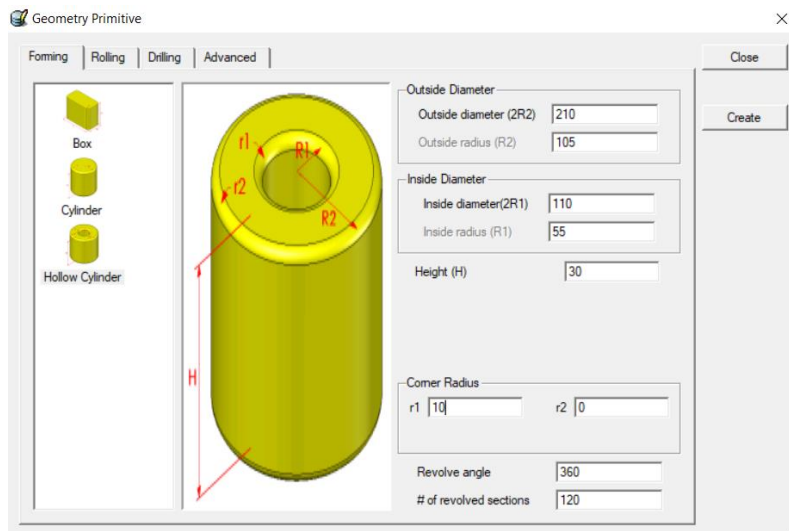 Geometry Primitive
Forming Rolling Drilling Advanced
Close
Create
Box
Cylinder
Hollow Cylinder
r1
R1
r2
R2
H
Outside Diameter
Outside diameter (2R2) 210
Outside radius (R2) 105
Inside Diameter
Inside diameter(2R1) 110
Inside radius (R1) 55
Height (H) 30
Corner Radius
r1 10 r2 0
Revolve angle 360
# of revolved sections 120